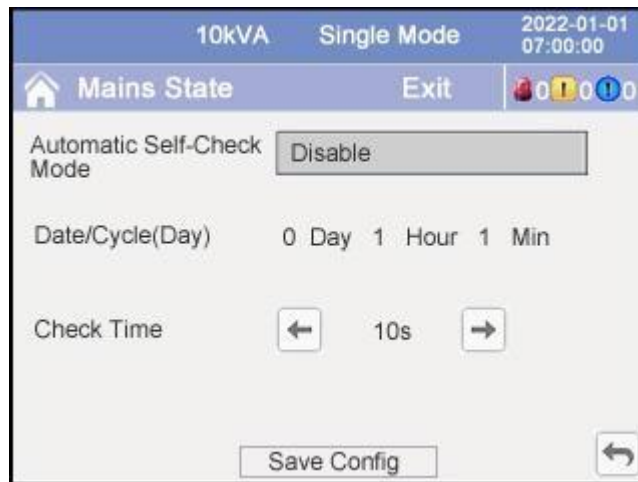 10kVA Single Mode 2022-01-01
07:00:00
Mains State Exit 0 ! 0 ! 0
Automatic Self-Check
Mode
Disable
Date/Cycle(Day) 0 Day 1 Hour 1 Min
Check Time ← 10s →
Save Config